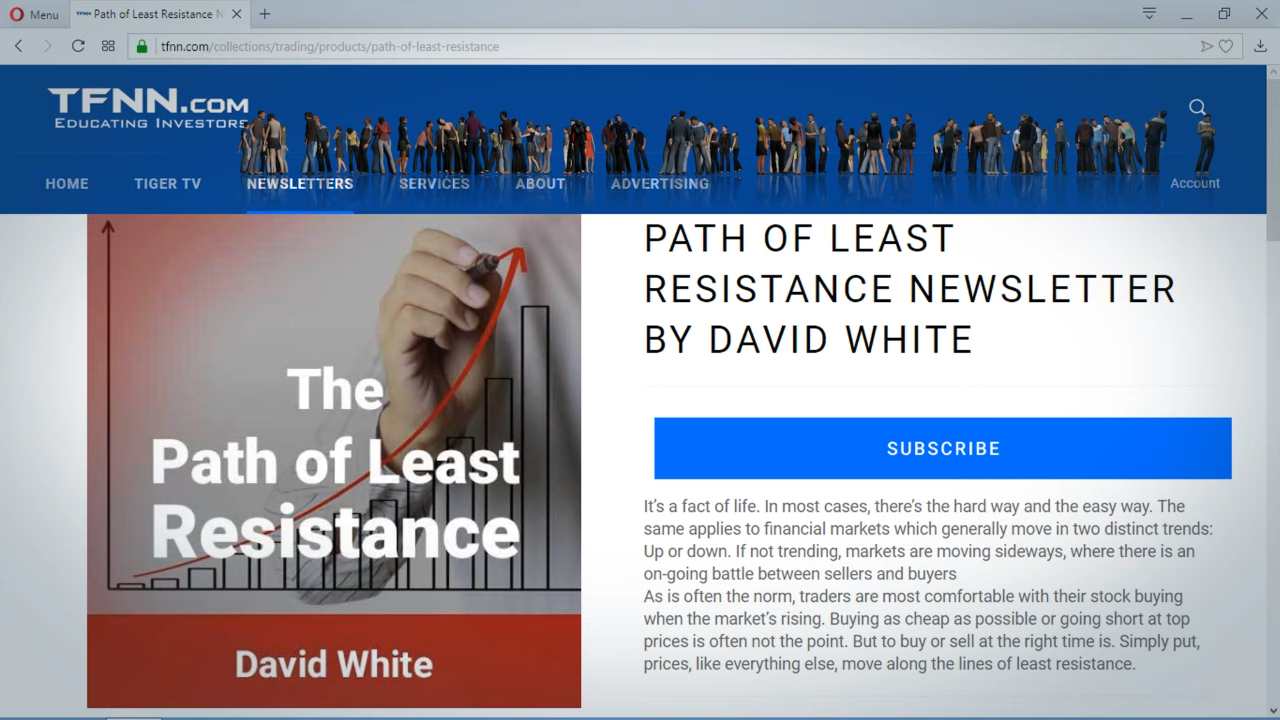 Menu
TFNN Path of Least Resistance N
tfnn.com/collections/trading/products/path-of-least-resistance
TFNN.COM
EDUCATING INVESTORS
HOME TIGER TV NEWSLETTERS SERVICES ABOUT ADVERTISING Account
The
Path of Least
Resistance
David White
PATH OF LEAST
RESISTANCE NEWSLETTER
BY DAVID WHITE
SUBSCRIBE
It's a fact of life. In most cases, there's the hard way and the easy way. The
same applies to financial markets which generally move in two distinct trends:
Up or down. If not trending, markets are moving sideways, where there is an
on-going battle between sellers and buyers
As is often the norm, traders are most comfortable with their stock buying
when the market's rising. Buying as cheap as possible or going short at top
prices is often not the point. But to buy or sell at the right time is. Simply put,
prices, like everything else, move along the lines of least resistance.